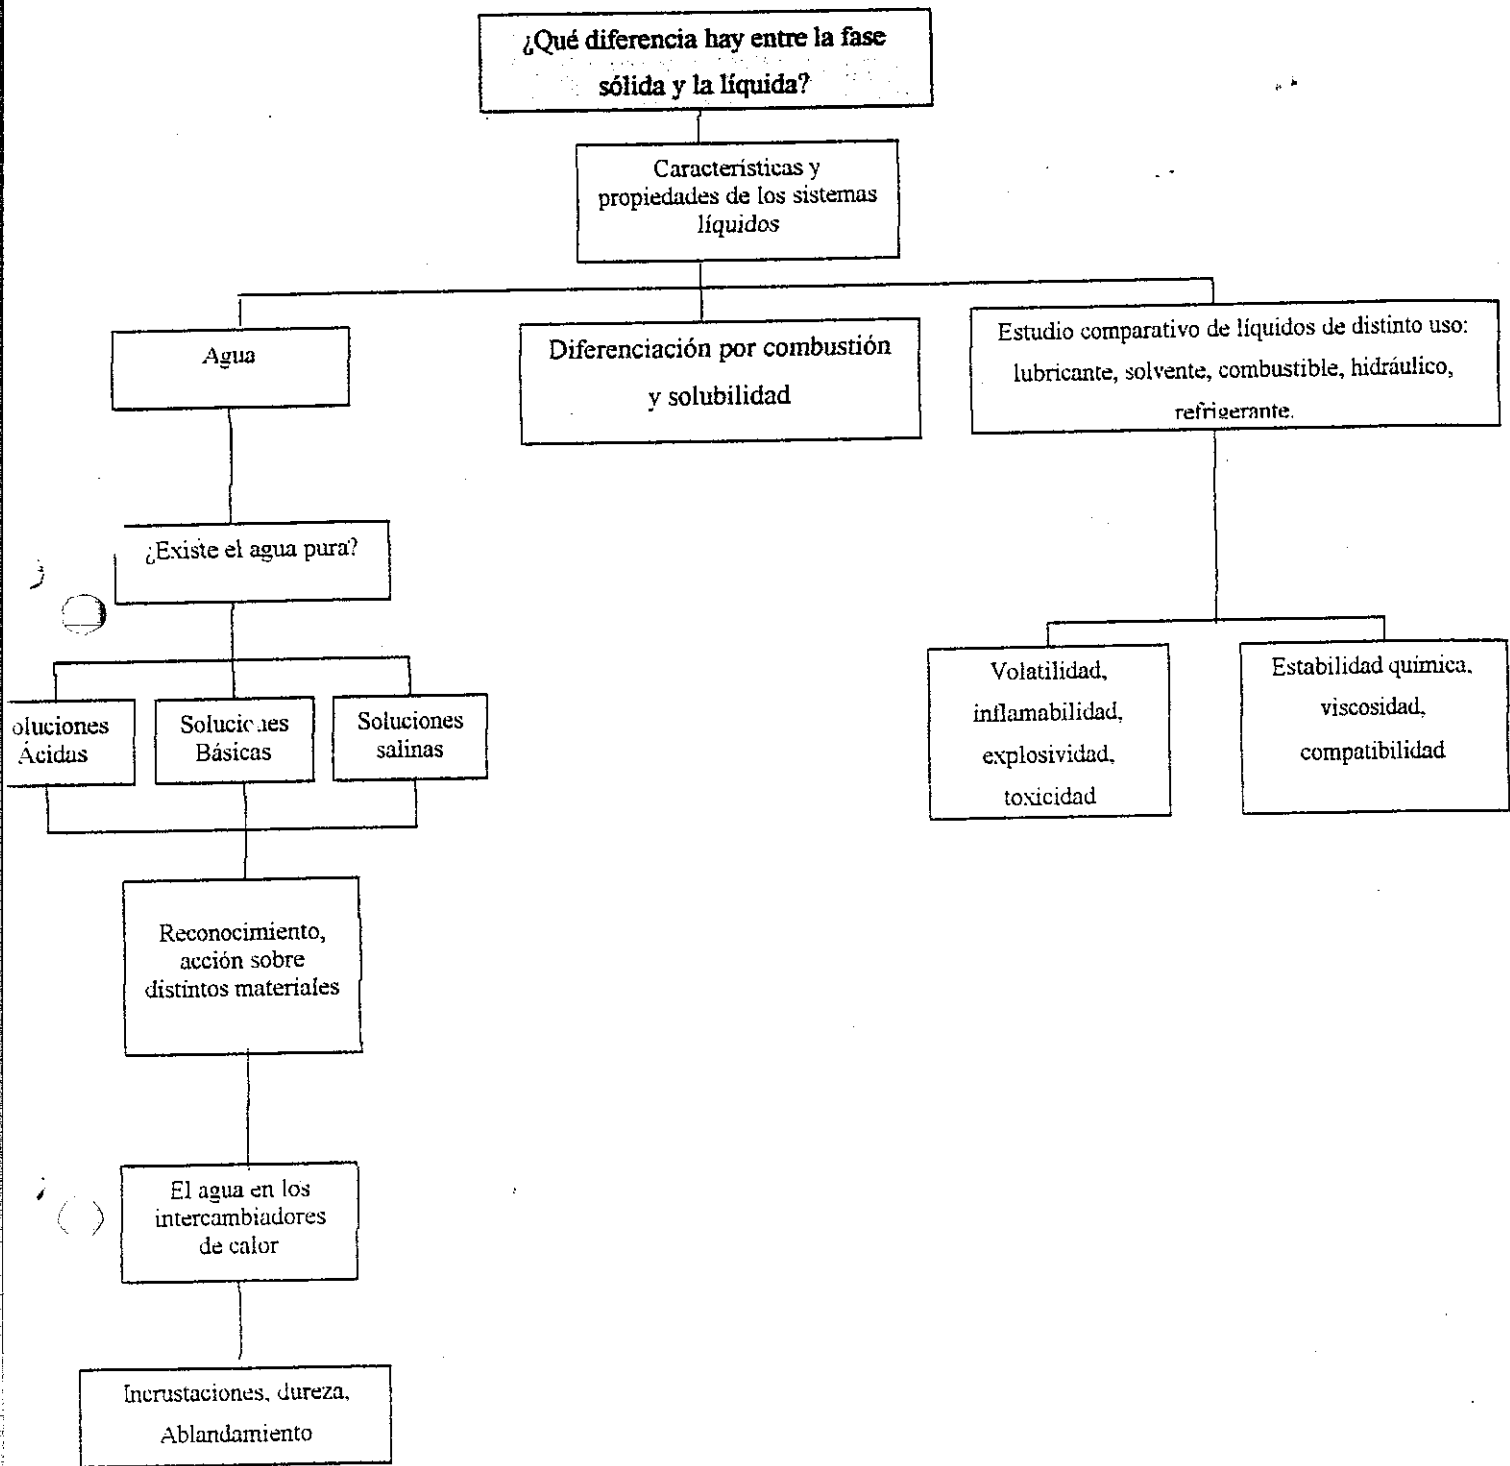 ¿Qué diferencia hay entre la fase
sólida y la líquida?
Características y
propiedades de los sistemas
líquidos
Agua
Diferenciación por combustión
y solubilidad
Estudio comparativo de líquidos de distinto uso:
lubricante, solvente, combustible, hidráulico,
refrigerante.
¿Existe el agua pura?
oluciones
Ácidas
Soluciones
Básicas
Soluciones
salinas
Volatilidad,
inflamabilidad,
explosividad,
toxicidad
Estabilidad química,
viscosidad,
compatibilidad
Reconocimiento,
acción sobre
distintos materiales
El agua en los
intercambiadores
de calor
Incrustaciones, dureza,
Ablandamiento